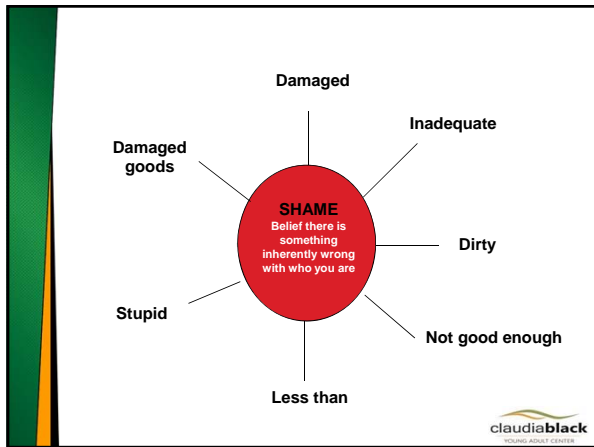 Damaged
Inadequate
Damaged
goods
SHAME
Belief there is
something
inherently wrong
with who you are
Dirty
Stupid
Not good enough
Less than
claudiablack
YOUNG ADULT CENTER